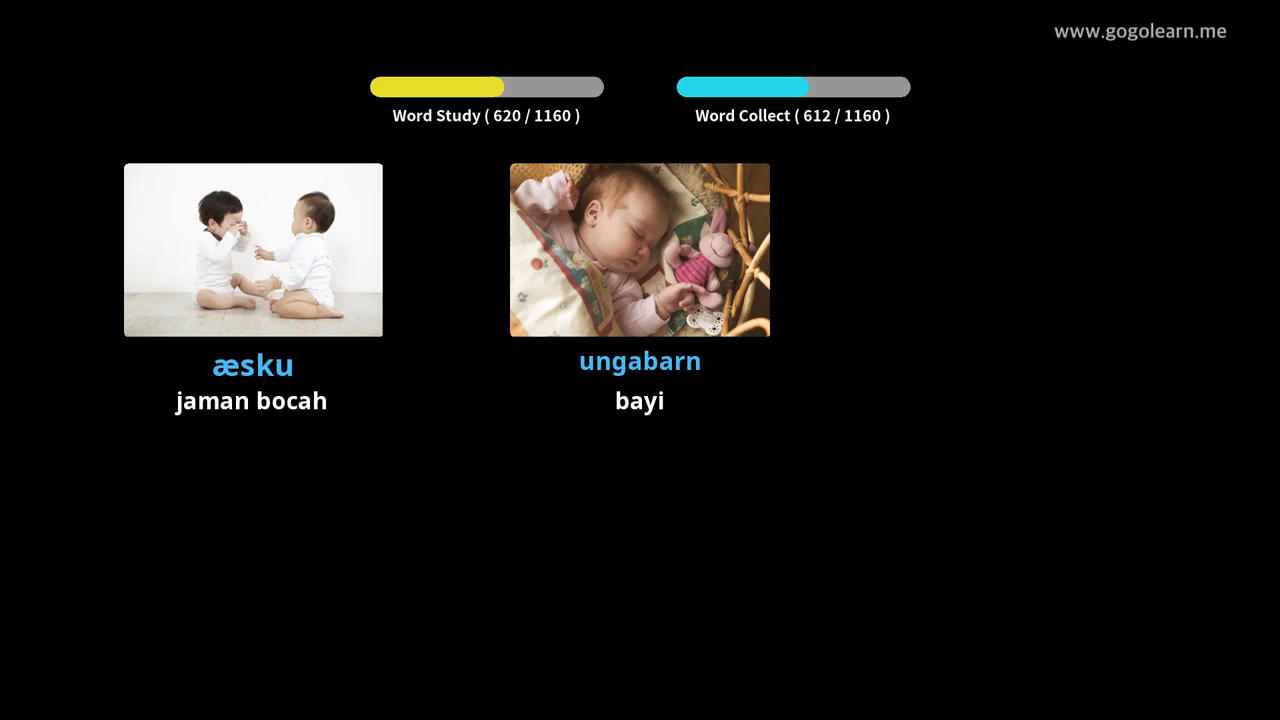 www.gogolearn.me
Word Study ( 620 / 1160 )
Word Collect ( 612 / 1160 )
æsku
jaman bocah
ungabarn
bayi